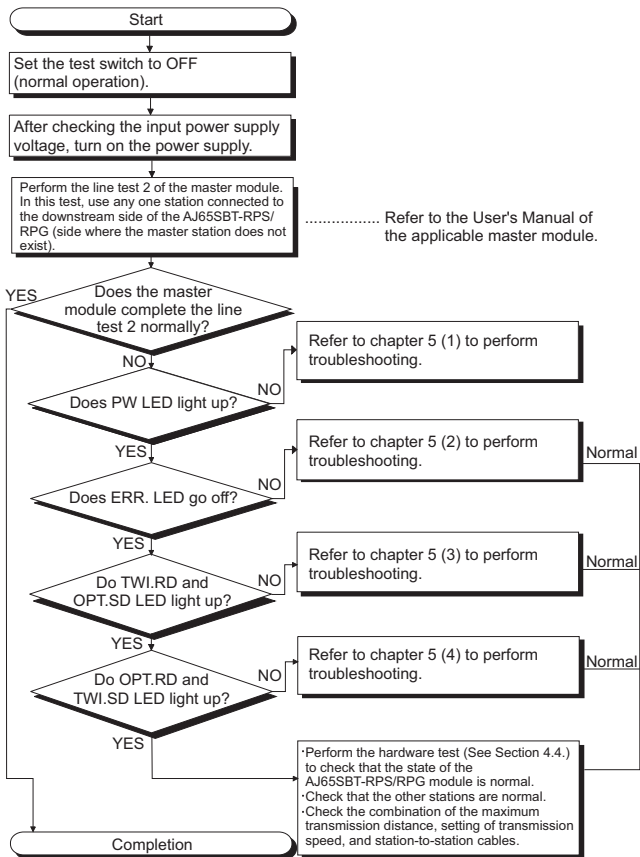 Start
Set the test switch to OFF
(normal operation).
After checking the input power supply
voltage, turn on the power supply.
Perform the line test 2 of the master module.
In this test, use any one station connected to
the downstream side of the AJ65SBT-RPS/
RPG (side where the master station does not
exist).
................. Refer to the User's Manual of
the applicable master module.
YES
Does the master
module complete the line
test 2 normally?
NO
Refer to chapter 5 (1) to perform
troubleshooting.
NO
Does PW LED light up?
YES
Refer to chapter 5 (2) to perform
troubleshooting.
Normal
NO
Does ERR. LED go off?
YES
Refer to chapter 5 (3) to perform
troubleshooting.
Normal
NO
Do TWI.RD and
OPT.SD LED light up?
YES
Refer to chapter 5 (4) to perform
troubleshooting.
Normal
NO
Do OPT.RD and
TWI.SD LED light up?
YES
·Perform the hardware test (See Section 4.4.)
to check that the state of the
AJ65SBT-RPS/RPG module is normal.
·Check that the other stations are normal.
·Check the combination of the maximum
transmission distance, setting of transmission
speed, and station-to-station cables.
Completion